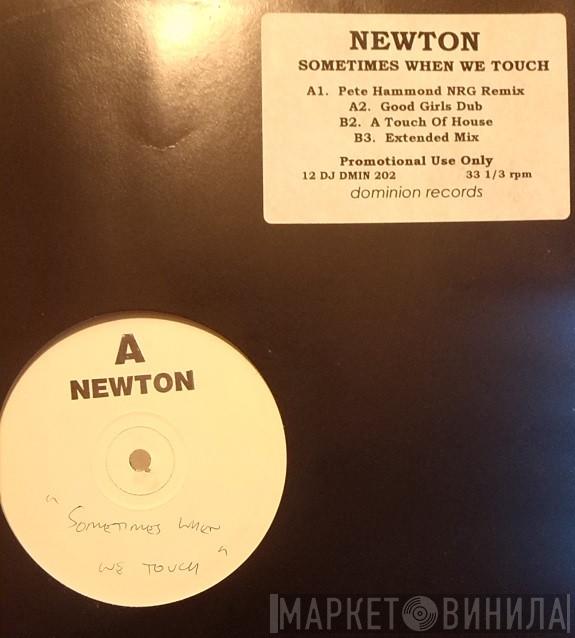 NEWTON
SOMETIMES WHEN WE TOUCH
A1. Pete Hammond NRG Remix
A2. Good Girls Dub
B2. A Touch Of House
B3. Extended Mix
Promotional Use Only
12 DJ DMIN 202 33 1/3 rpm
dominion records
A
NEWTON
"SOMETIMES WHEN
WE TOUCH"
МАРКЕТ ВИНИЛА